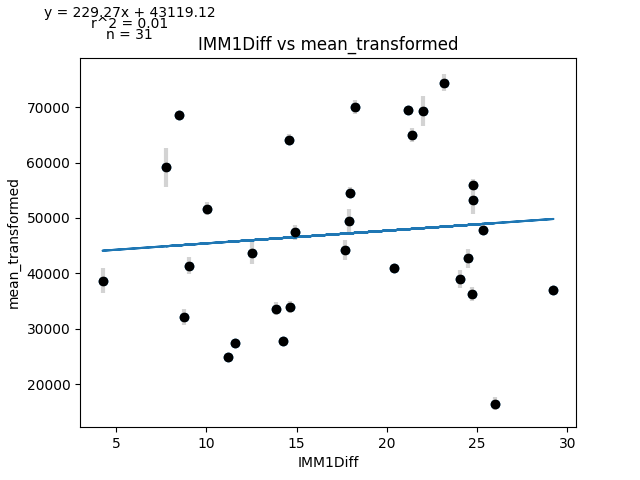 y = 229.27x + 43119.12
r^2 = 0.01
n = 31
IMM1Diff vs mean_transformed
mean_transformed
70000
60000
50000
40000
30000
20000
5
10
15
20
25
30
IMM1Diff